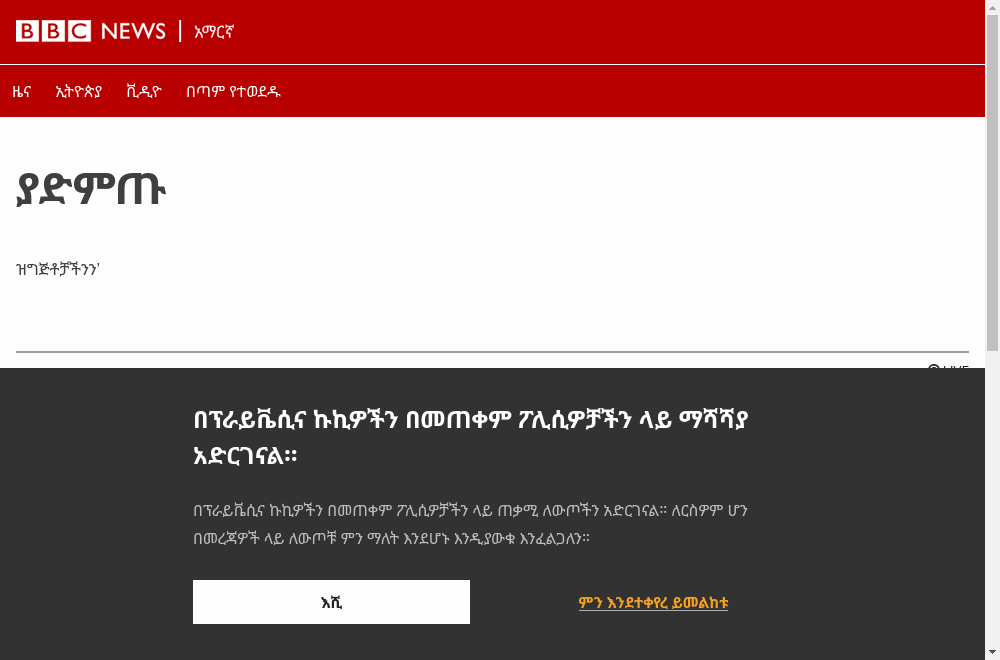 BBC NEWS | አማርኛ
ዜና ኢትዮጵያ ቪዲዮ በጣም የተወደዱ
ያድምጡ
ዝግጅቶቻችንን'
በፕራይቬሲና ኩኪዎችን በመጠቀም ፖሊሲዎቻችን ላይ ማሻሻያ
አድርገናል።
በፕራይቬሲና ኩኪዎችን በመጠቀም ፖሊሲዎቻችን ላይ ጠቃሚ ለውጦችን አድርገናል። ለርስዎም ሆን
በመረጃዎች ላይ ለውጦቹ ምን ማለት እንደሆኑ እንዲያውቁ እንፈልጋለን።
እሺ ምን እንደተቀየረ ይመልከቱ